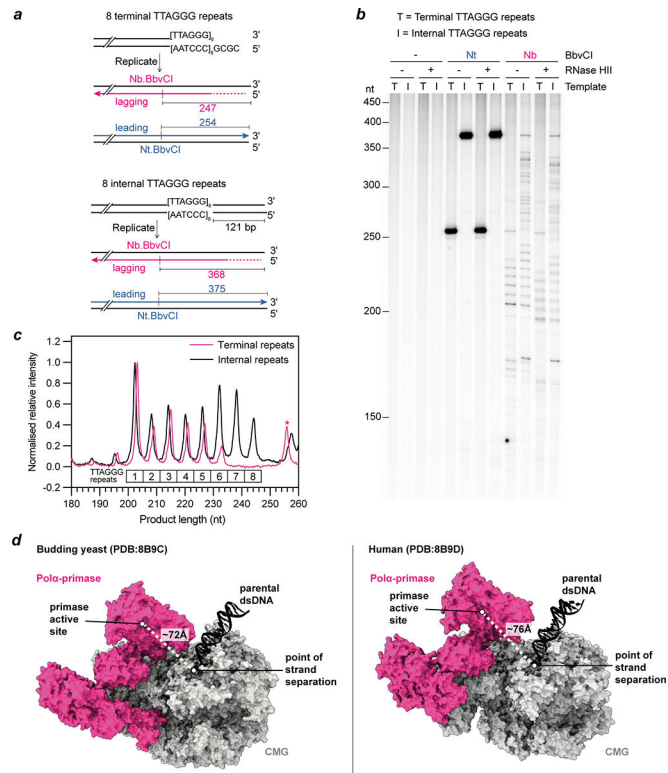 a
8 terminal TTAGGG repeats
[TTAGGG]8
[AATCCC]8GCGC
Replicate
Nb.BbvCI
3'
5'
lagging
247
254
leading
3'
5'
Nt.BbvCI
8 internal TTAGGG repeats
[TTAGGG]8
[AATCCC]8
3'
5'
Replicate
121 bp
Nb.BbvCI
3'
5'
lagging
368
375
leading
3'
5'
Nt.BbvCI
b
T = Terminal TTAGGG repeats
I = Internal TTAGGG repeats
- Nt Nb BbvCI
- + - + - + RNase HII
nt T I T I T I T I T I T I Template
450
400
350
300
250
200
150
c
Normalised relative intensity
1.2
1.0
0.8
0.6
0.4
0.2
0.0
-0.2
Terminal repeats
Internal repeats
*
TTAGGG
repeats
1 2 3 4 5 6 7 8
180 200 220 240 260
Product length (nt)
d
Budding yeast (PDB:8B9C)
Polα-primase
parental
dsDNA
primase
active
site
~72Å
point of
strand
separation
CMG
Human (PDB:8B9D)
Polα-primase
parental
dsDNA
primase
active
site
~76Å
point of
strand
separation
CMG